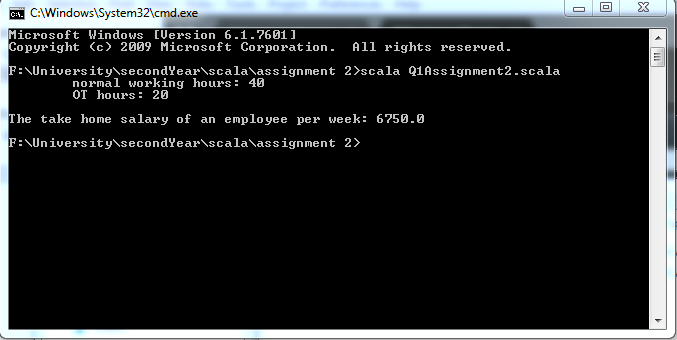 C:\Windows\System32\cmd.exe
Microsoft Windows [Version 6.1.7601]
Copyright (c) 2009 Microsoft Corporation.  All rights reserved.
F:\University\secondYear\scala\assignment 2>scala Q1Assignment2.scala
normal working hours: 40
OT hours: 20
The take home salary of an employee per week: 6750.0
F:\University\secondYear\scala\assignment 2>